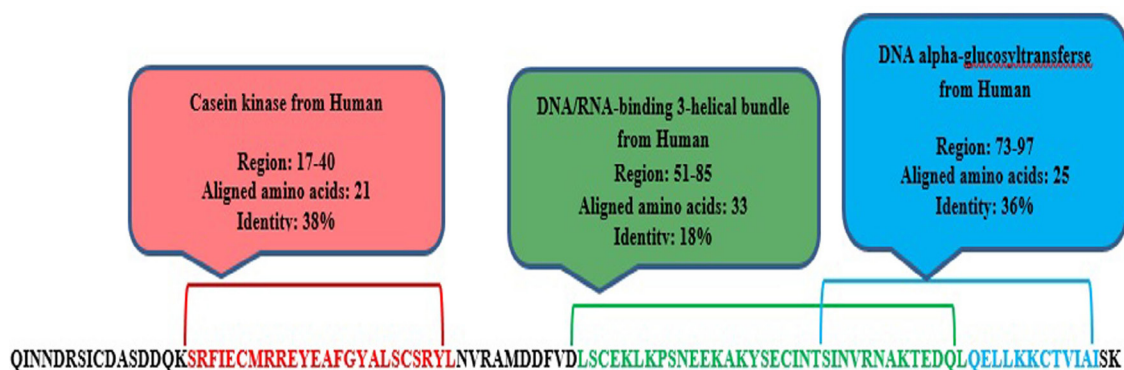 Casein kinase from Human
Region: 17-40
Aligned amino acids: 21
Identity: 38%
DNA/RNA-binding 3-helical bundle
from Human
Region: 51-85
Aligned amino acids: 33
Identity: 18%
DNA alpha-glucosyltransferse
from Human
Region: 73-97
Aligned amino acids: 25
Identity: 36%
QINNDRSICDASDDQKSRFIECMRREYEAFGYALSCSRYLNVRAMDDFVDLSCEKLKPSNEEKAKYSECINTSINVRNAKTEDQLQELLKKCTVIAISK